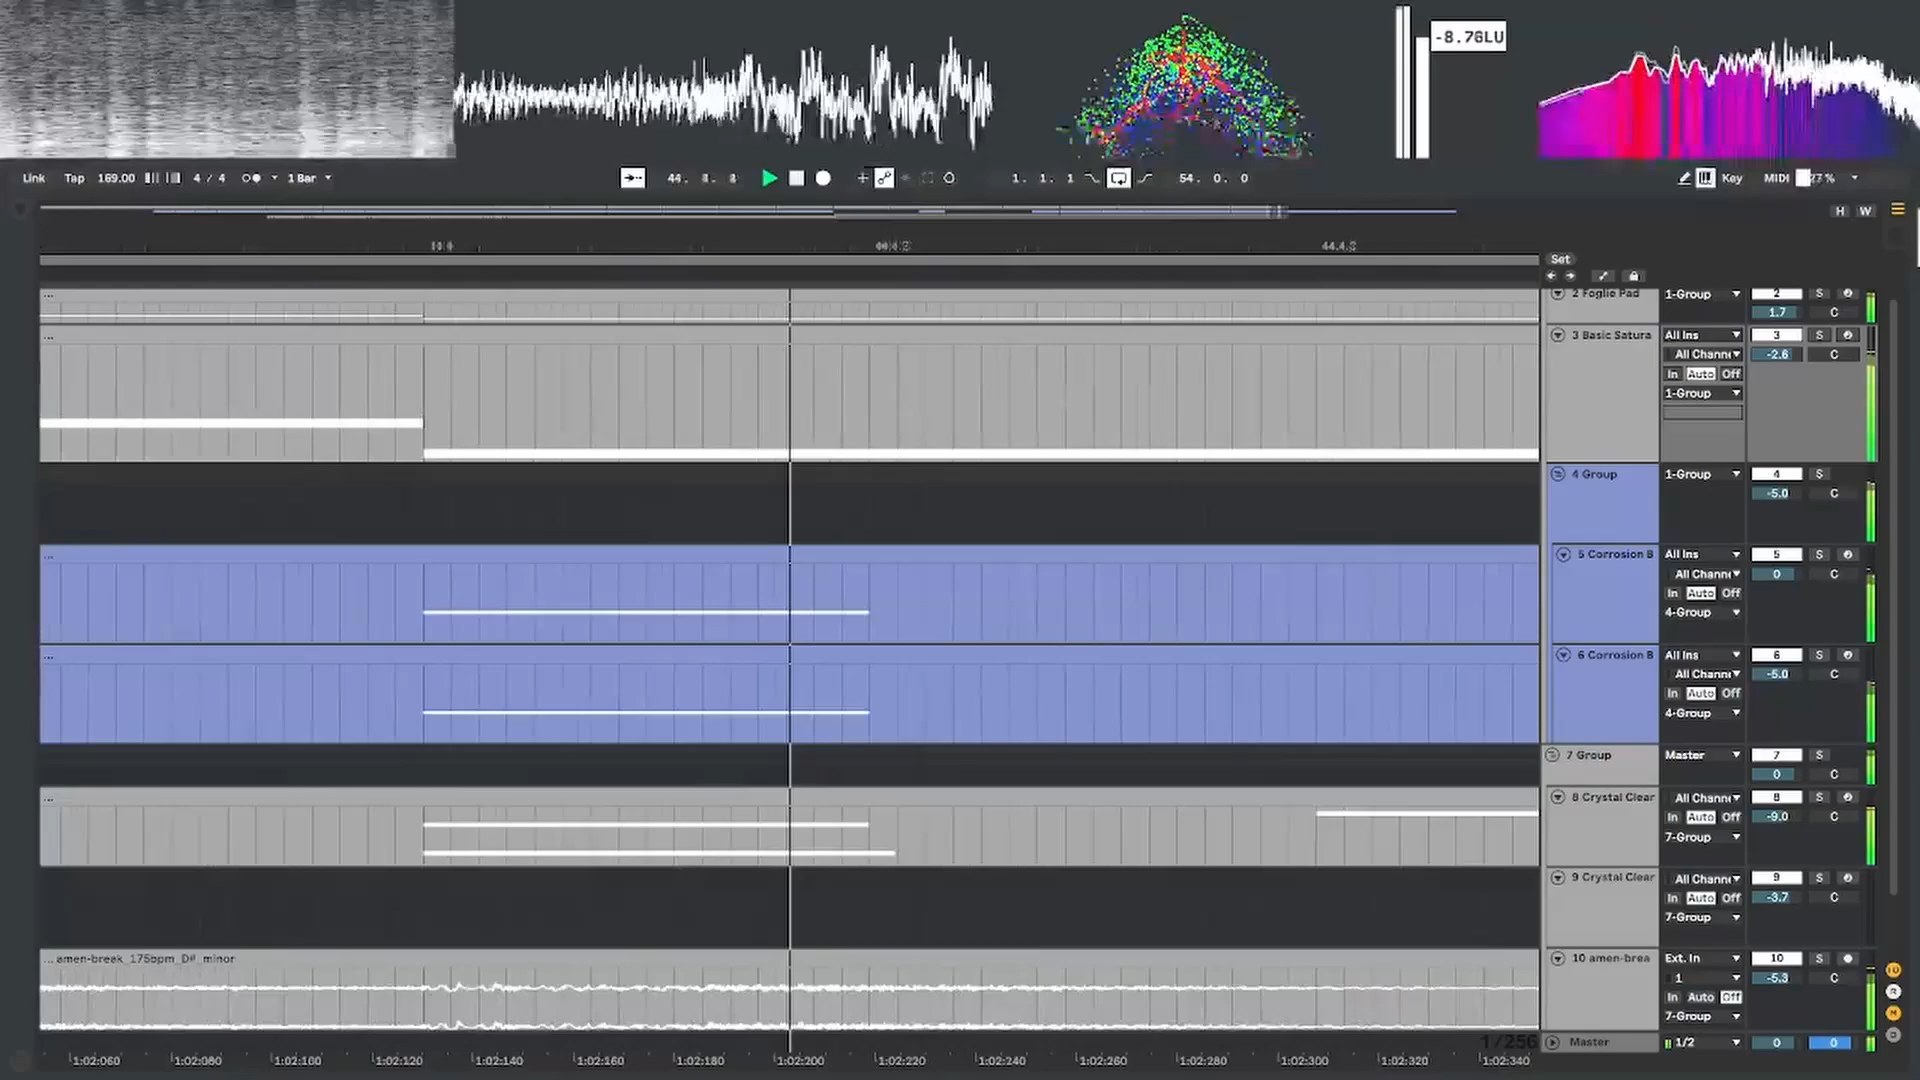 -8.76LU
Link Tap 169.00 4 / 4 1 Bar 1. 1. 1 54. 0. 0 Key MIDI 27 %
H W
44.4.2
Set
2 Foglie Pad 1-Group 2 S
1.7 C
3 Basic Satura All Ins 3 S
All Channe -2.6 C
In Auto Off
1-Group
4 Group 1-Group 4 S
-5.0 C
5 Corrosion B All Ins 5 S
All Channe 0 C
In Auto Off
4-Group
6 Corrosion B All Ins 6 S
All Channe -5.0 C
In Auto Off
4-Group
7 Group Master 7 S
0 C
8 Crystal Clear All Channe 8 S
In Auto Off -9.0 C
7-Group
9 Crystal Clear All Channe 9 S
In Auto Off -3.7 C
7-Group
... amen-break_175bpm_D#_minor 10 amen-brea Ext. In 10 S
1 -5.3 C
In Auto Off
7-Group
1/256 Master 1/2 0 0
1:02:060 1:02:080 1:02:100 1:02:120 1:02:140 1:02:160 1:02:180 1:02:200 1:02:220 1:02:240 1:02:260 1:02:280 1:02:300 1:02:320 1:02:340